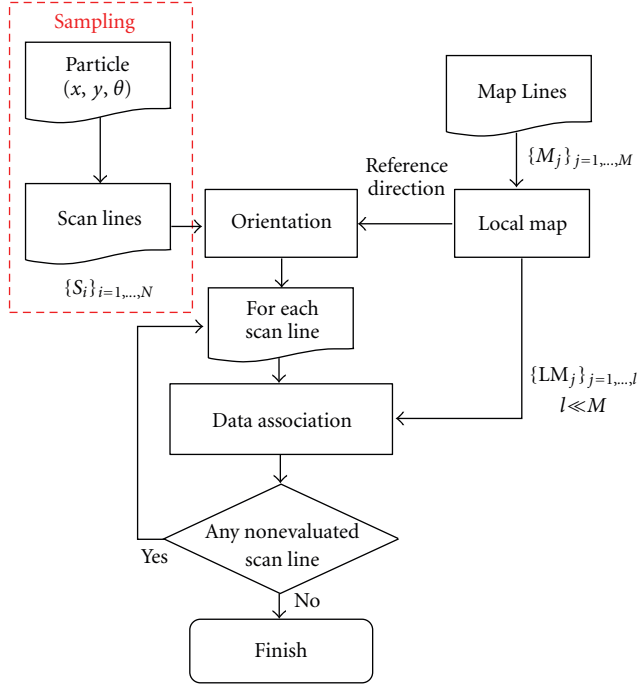 Sampling
Particle
(x, y, θ)
Map Lines
{M_j}_{j=1,...,M}
Reference
direction
Scan lines
Orientation
Local map
{S_i}_{i=1,...,N}
For each
scan line
{LM_j}_{j=1,...,l}
l≪M
Data association
Any nonevaluated
scan line
Yes
No
Finish